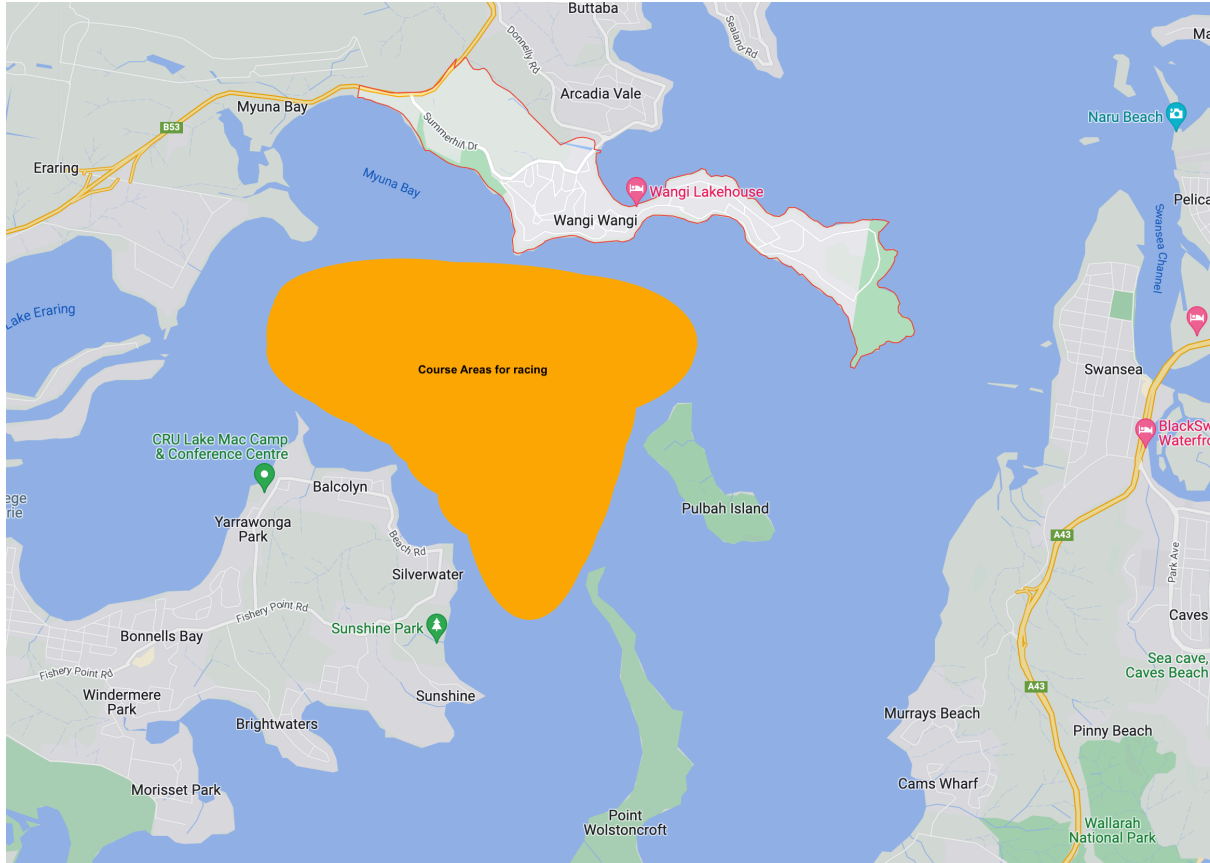 Buttaba
Donnelly Rd
Sealand Rd
Ma
Arcadia Vale
Myuna Bay
Naru Beach
B53
Summerhill Dr
Eraring
Myuna Bay
Wangi Lakehouse
Pelica
Wangi Wangi
Swansea Channel
Lake Eraring
Course Areas for racing
Swansea
CRU Lake Mac Camp
& Conference Centre
BlackSw
Waterfro
Balcolyn
ege
rie
Pulbah Island
Yarrawonga
Park
A43
Beach Rd
Park Ave
Silverwater
Fishery Point Rd
Caves
Sunshine Park
Bonnells Bay
Sea cave,
Caves Beach
Fishery Point Rd
A43
Windermere
Park
Sunshine
Brightwaters
Murrays Beach
Pinny Beach
Morisset Park
Cams Wharf
Point
Wolstoncroft
Wallarah
National Park